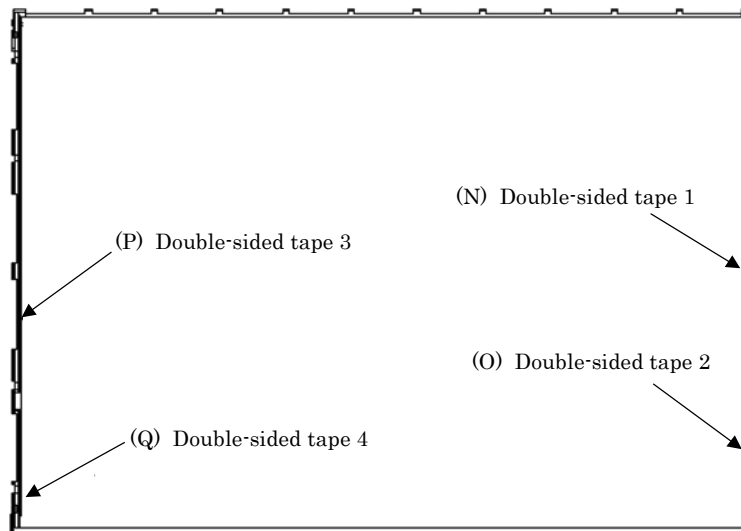 (N) Double-sided tape 1
(P) Double-sided tape 3
(O) Double-sided tape 2
(Q) Double-sided tape 4